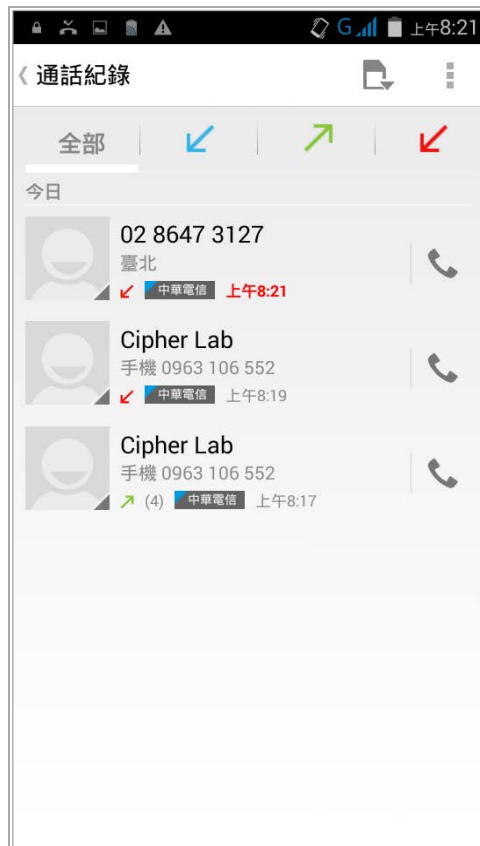 G 上午8:21
通話紀錄
全部
今日
02 8647 3127
臺北
中華電信 上午8:21
Cipher Lab
手機 0963 106 552
中華電信 上午8:19
Cipher Lab
手機 0963 106 552
(4) 中華電信 上午8:17